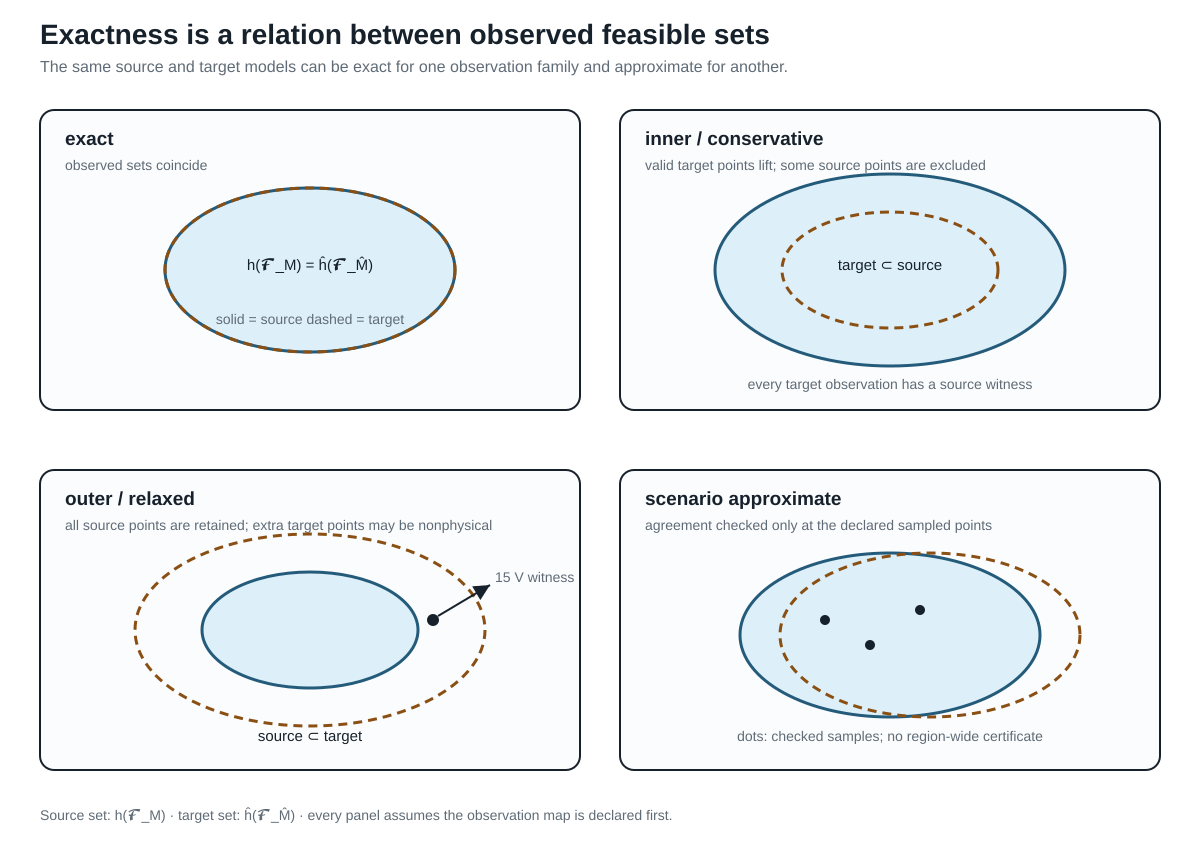 Exactness is a relation between observed feasible sets
The same source and target models can be exact for one observation family and approximate for another.
exact
observed sets coincide
h(ℱ_M) = ĥ(ℱ_M̂)
solid = source dashed = target
inner / conservative
valid target points lift; some source points are excluded
target ⊂ source
every target observation has a source witness
outer / relaxed
all source points are retained; extra target points may be nonphysical
15 V witness
source ⊂ target
scenario approximate
agreement checked only at the declared sampled points
dots: checked samples; no region-wide certificate
Source set: h(ℱ_M) · target set: ĥ(ℱ_M̂) · every panel assumes the observation map is declared first.